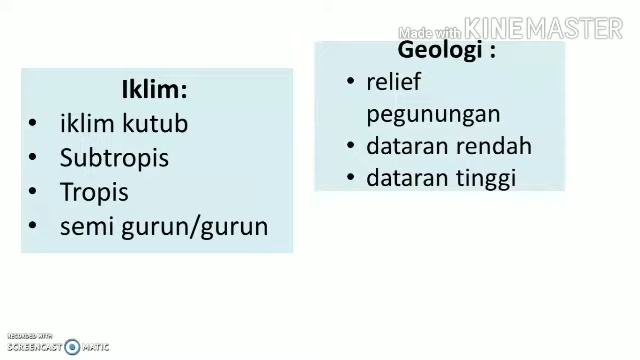 Made with KINEMASTER
Iklim:
• iklim kutub
• Subtropis
• Tropis
• semi gurun/gurun
Geologi :
• relief
pegunungan
• dataran rendah
• dataran tinggi
RECORDED WITH
SCREENCAST MATIC